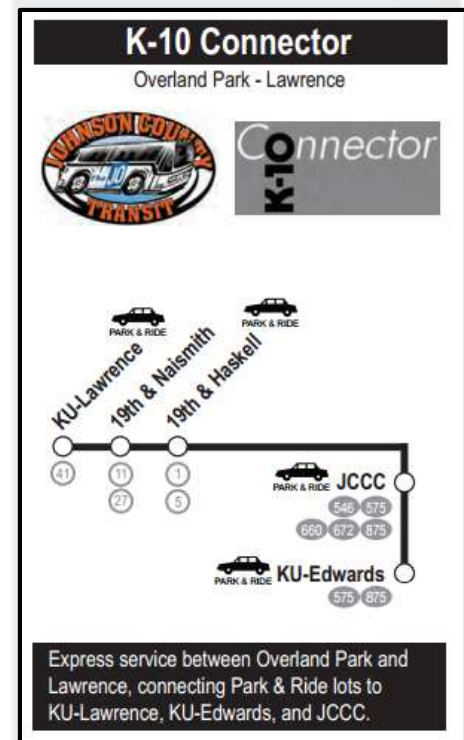 K-10 Connector
Overland Park - Lawrence
JOHNSON COUNTY
The JO
TRANSIT
Connector
K-10
PARK & RIDE
PARK & RIDE
KU-Lawrence
19th & Naismith
19th & Haskell
41
11
1
27
5
PARK & RIDE JCCC
546 575
660 672 875
PARK & RIDE KU-Edwards
575 875
Express service between Overland Park and
Lawrence, connecting Park & Ride lots to
KU-Lawrence, KU-Edwards, and JCCC.